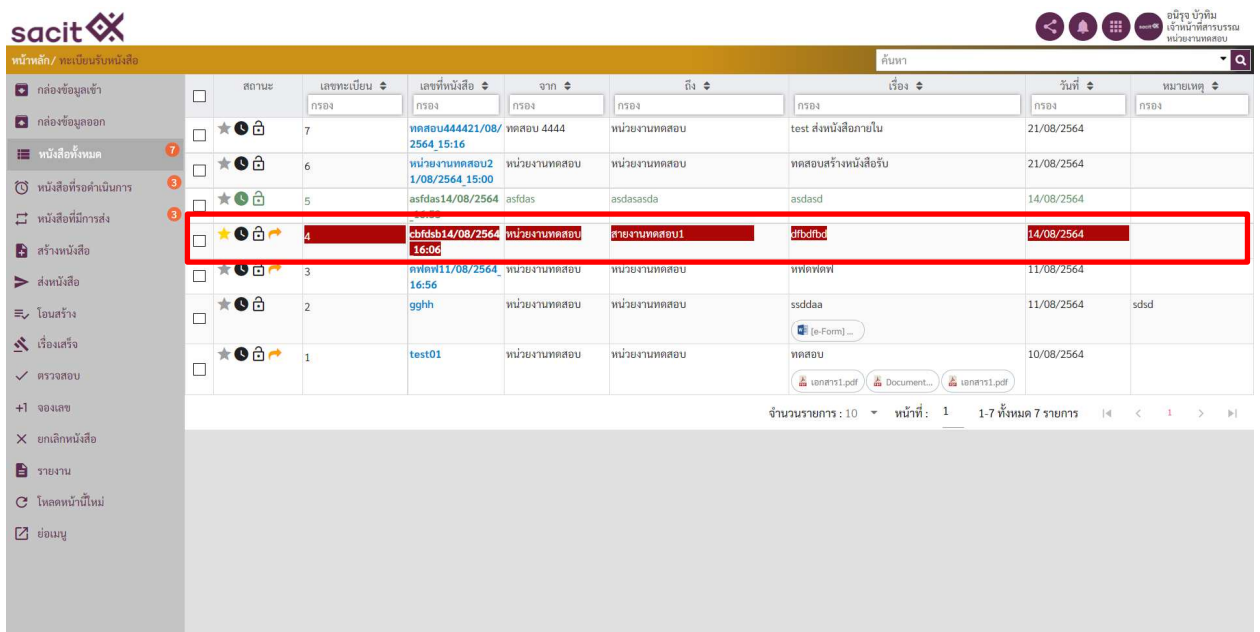 sacit
อนิรุจ บัวทิม
เจ้าหน้าที่สารบรรณ
หน่วยงานทดสอบ
หน้าหลัก/ ทะเบียนรับหนังสือ
ค้นหา
กล่องข้อมูลเข้า
กล่องข้อมูลออก
หนังสือทั้งหมด 7
หนังสือที่รอดำเนินการ 3
หนังสือที่มีการส่ง 3
สร้างหนังสือ
ส่งหนังสือ
โอนสร้าง
เรื่องเสร็จ
ตรวจสอบ
+1 จองเลข
ยกเลิกหนังสือ
รายงาน
โหลดหน้านี้ใหม่
ย่อเมนู
สถานะ เลขทะเบียน เลขที่หนังสือ จาก ถึง เรื่อง วันที่ หมายเหตุ
กรอง กรอง กรอง กรอง กรอง กรอง กรอง
7 ทดสอบ444421/08/ ทดสอบ 4444 หน่วยงานทดสอบ test ส่งหนังสือภายใน 21/08/2564
2564_15:16
6 หน่วยงานทดสอบ2 หน่วยงานทดสอบ หน่วยงานทดสอบ ทดสอบสร้างหนังสือรับ 21/08/2564
1/08/2564_15:00
5 asfdas14/08/2564 asfdas asdasasda asdasd 14/08/2564
4 cbfdsb14/08/2564 หน่วยงานทดสอบ สายงานทดสอบ1 dfbdfbd 14/08/2564
_16:06
3 ดฟดฟ11/08/2564_ หน่วยงานทดสอบ หน่วยงานทดสอบ หฟดฟดฟ 11/08/2564
16:56
2 gghh หน่วยงานทดสอบ หน่วยงานทดสอบ ssddaa 11/08/2564 sdsd
[e-Form] ...
1 test01 หน่วยงานทดสอบ หน่วยงานทดสอบ ทดสอบ 10/08/2564
เอกสาร1.pdf Document... เอกสาร1.pdf
จำนวนรายการ : 10 หน้าที่ : 1 1-7 ทั้งหมด 7 รายการ 1